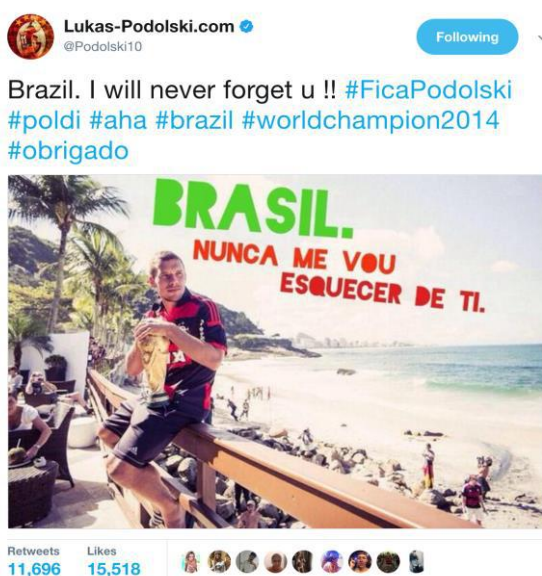 Lukas-Podolski.com
@Podolski10
Following
Brazil. I will never forget u !! #FicaPodolski
#poldi #aha #brazil #worldchampion2014
#obrigado
BRASIL.
NUNCA ME VOU
ESQUECER DE TI.
Retweets
Likes
11,696
15,518